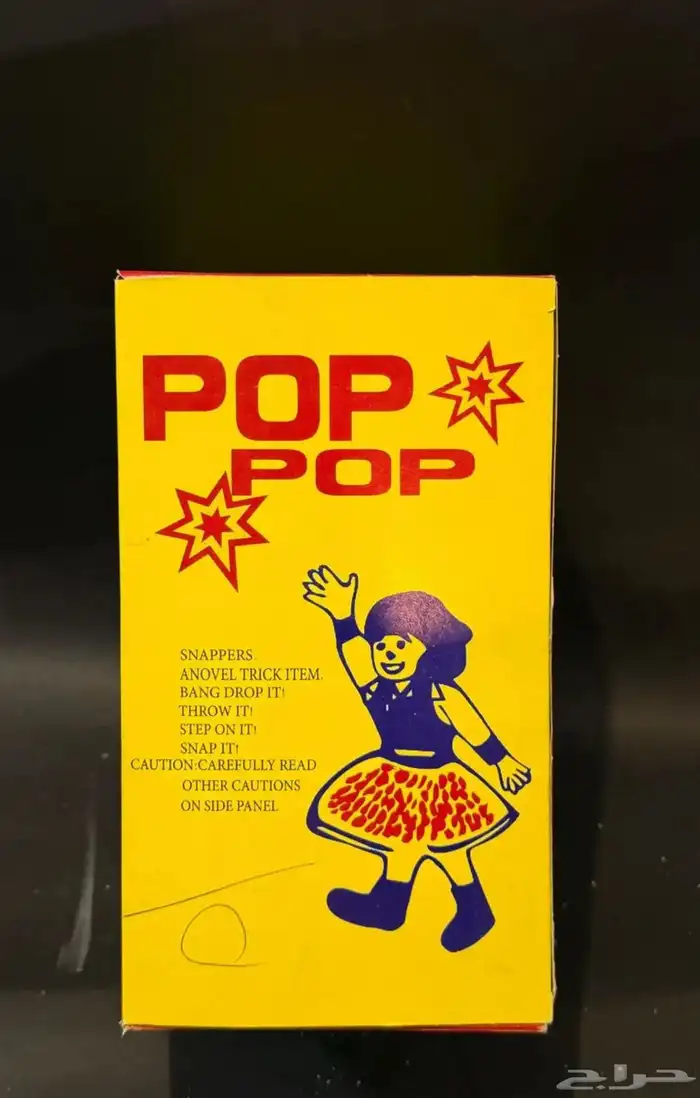 POP
POP
SNAPPERS.
ANOVEL TRICK ITEM.
BANG DROP IT!
THROW IT!
STEP ON IT!
SNAP IT!
CAUTION:CAREFULLY READ
OTHER CAUTIONS
ON SIDE PANEL
حراج